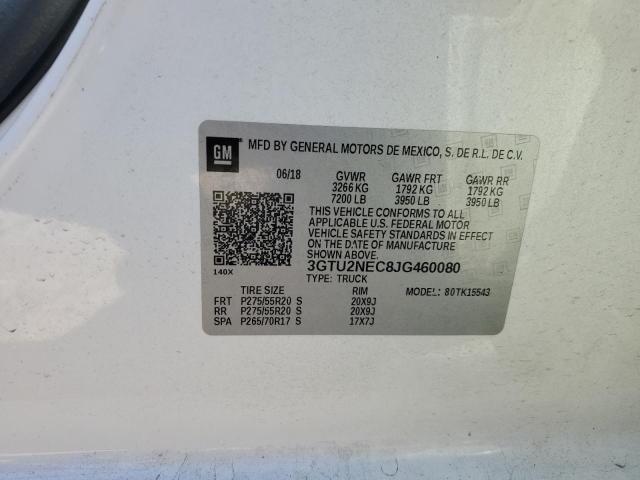 GM
MFD BY GENERAL MOTORS DE MEXICO, S. DE R.L. DE C.V.
06/18 GVWR GAWR FRT GAWR RR
3266 KG 1792 KG 1792 KG
7200 LB 3950 LB 3950 LB
THIS VEHICLE CONFORMS TO ALL
APPLICABLE U.S. FEDERAL MOTOR
VEHICLE SAFETY STANDARDS IN EFFECT
ON THE DATE OF MANUFACTURE
SHOWN ABOVE.
140X 3GTU2NEC8JG460080
TYPE: TRUCK MODEL: 80TK15543
TIRE SIZE RIM
FRT P275/55R20 S 20X9J
RR P275/55R20 S 20X9J
SPA P265/70R17 S 17X7J